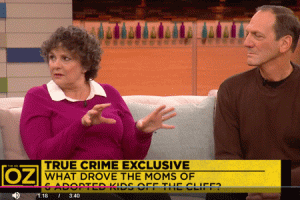 OZ
TRUE CRIME EXCLUSIVE
WHAT DROVE THE MOMS OF
6 ADOPTED KIDS OFF THE CLIFF?
1:16 / 3:40